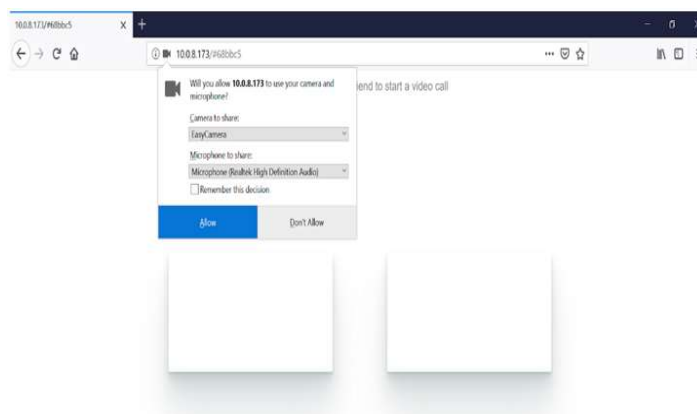 10.0.8.173/#68bbc5
10.0.8.173/#68bbc5
Will you allow 10.0.8.173 to use your camera and
microphone?
iend to start a video call
Camera to share:
EasyCamera
Microphone to share:
Microphone (Realtek High Definition Audio)
Remember this decision
Allow
Don't Allow